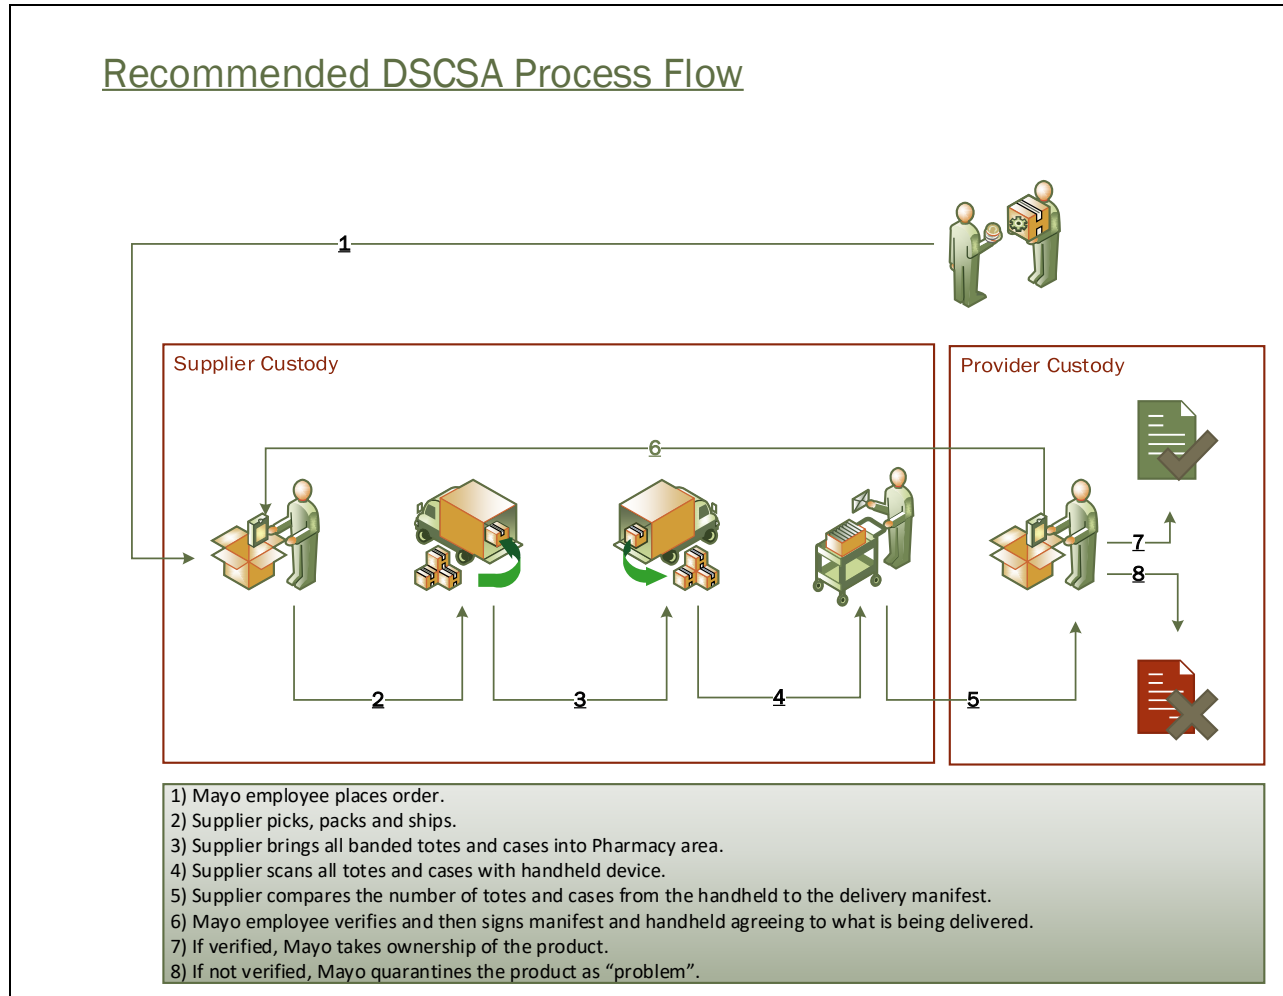 Recommended DSCSA Process Flow
1
Supplier Custody
Provider Custody
6
7
8
2
3
4
5
1) Mayo employee places order.
2) Supplier picks, packs and ships.
3) Supplier brings all banded totes and cases into Pharmacy area.
4) Supplier scans all totes and cases with handheld device.
5) Supplier compares the number of totes and cases from the handheld to the delivery manifest.
6) Mayo employee verifies and then signs manifest and handheld agreeing to what is being delivered.
7) If verified, Mayo takes ownership of the product.
8) If not verified, Mayo quarantines the product as “problem”.